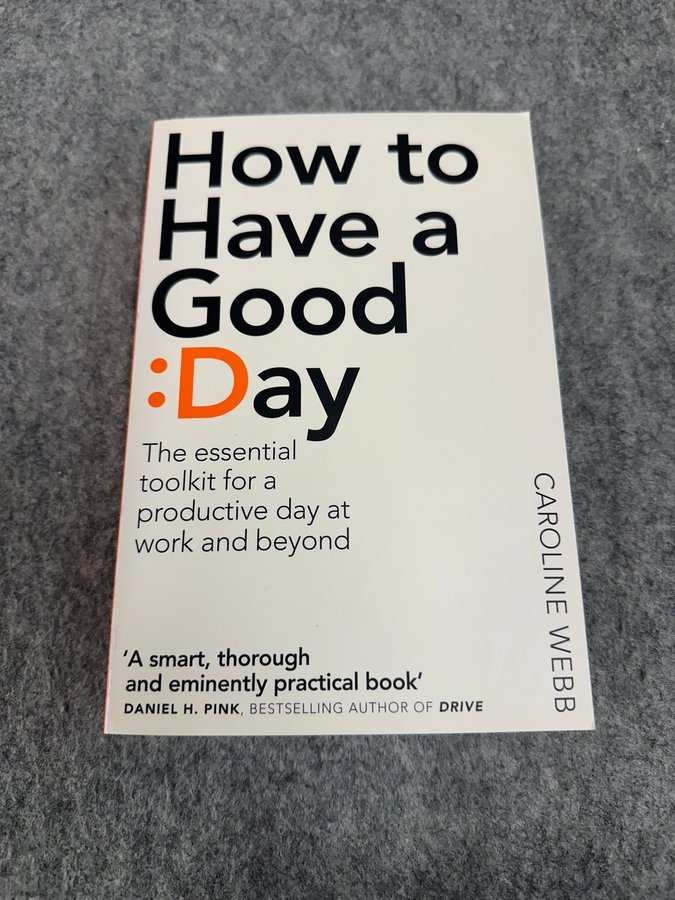 How to
Have a
Good
:Day
The essential
toolkit for a
productive day at
work and beyond
CAROLINE WEBB
'A smart, thorough
and eminently practical book'
DANIEL H. PINK, BESTSELLING AUTHOR OF DRIVE